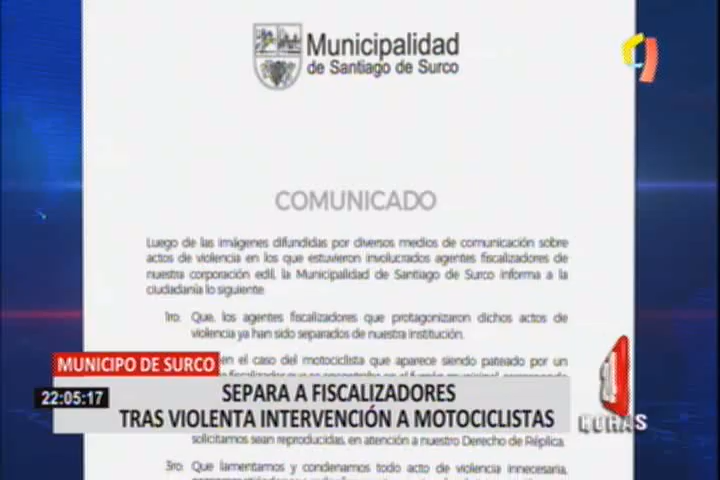 Municipalidad
de Santiago de Surco
COMUNICADO
Luego de las imágenes difundidas por diversos medios de comunicación sobre
actos de violencia en los que estuvieron involucrados agentes fiscalizadores de
nuestra corporación edil, la Municipalidad de Santiago de Surco informa a la
ciudadanía lo siguiente:
1ro: Que, los agentes fiscalizadores que protagonizaron dichos actos de
violencia ya han sido separados de nuestra institución.
en el caso del motociclista que aparece siendo pateado por un
MUNICIPO DE SURCO
22:05:17
SEPARA A FISCALIZADORES
TRAS VIOLENTA INTERVENCIÓN A MOTOCICLISTAS
HORAS
solicitamos sean reproducidas, en atención a nuestro Derecho de Réplica.
3ro: Que lamentamos y condenamos todo acto de violencia innecesaria,